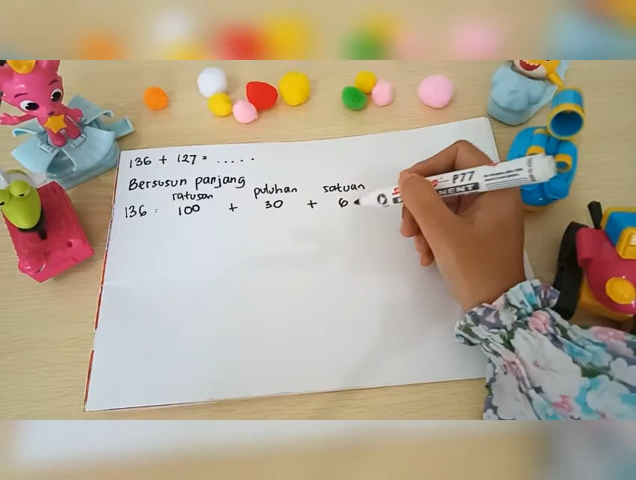 136 + 127 = .....
Bersusun panjang
ratusan puluhan satuan
136 = 100 + 30 + 6
P77